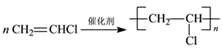 n CH₂=CHCl 催化剂→ ─[CH₂—CH]─n
Cl